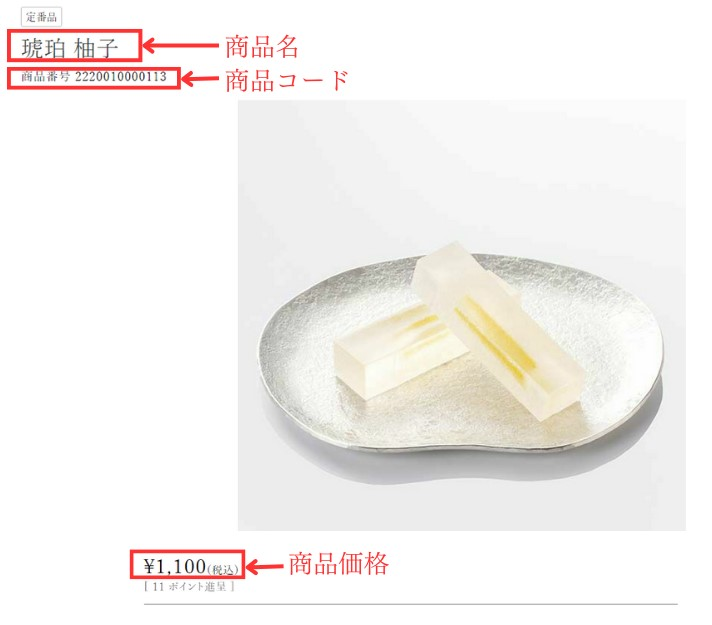 定番品
琥珀 柚子
商品名
商品番号 2220010000113
商品コード
¥1,100(税込)
商品価格
[ 11 ポイント進呈 ]